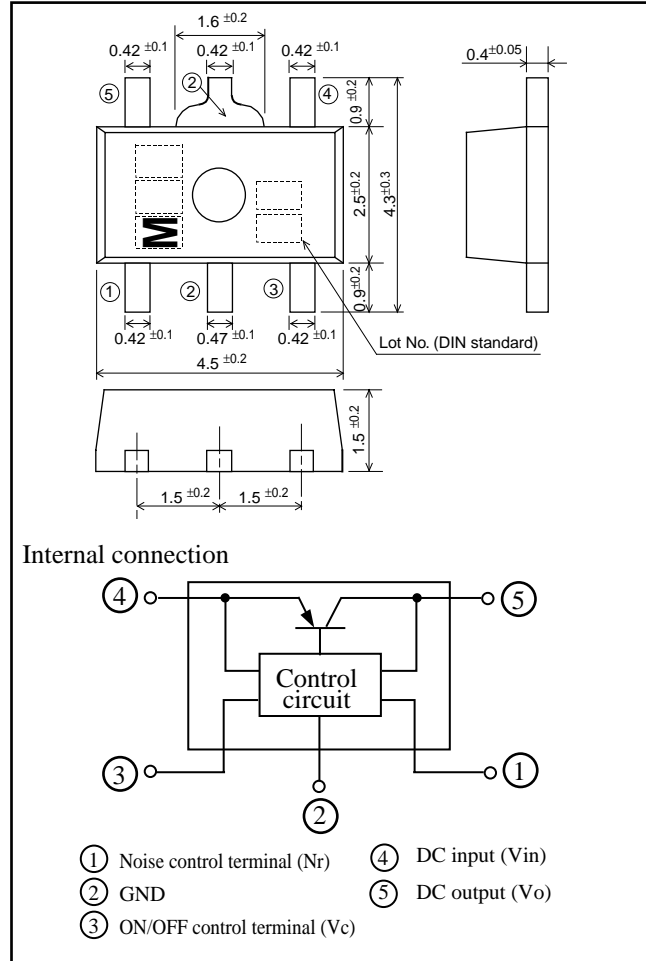 1.6 ±0.2
0.42 ±0.1 0.42 ±0.1 0.42 ±0.1
0.4±0.05
⑤ ② ④
0.9 ±0.2
2.5±0.2
4.3±0.3
M
① ② ③
0.9±0.2
0.42 ±0.1 0.47 ±0.1 0.42 ±0.1
Lot No. (DIN standard)
4.5 ±0.2
1.5 ±0.2
1.5 ±0.2 1.5 ±0.2
Internal connection
④ ⑤
Control
circuit
③ ② ①
① Noise control terminal (Nr)
② GND
③ ON/OFF control terminal (Vc)
④ DC input (Vin)
⑤ DC output (Vo)